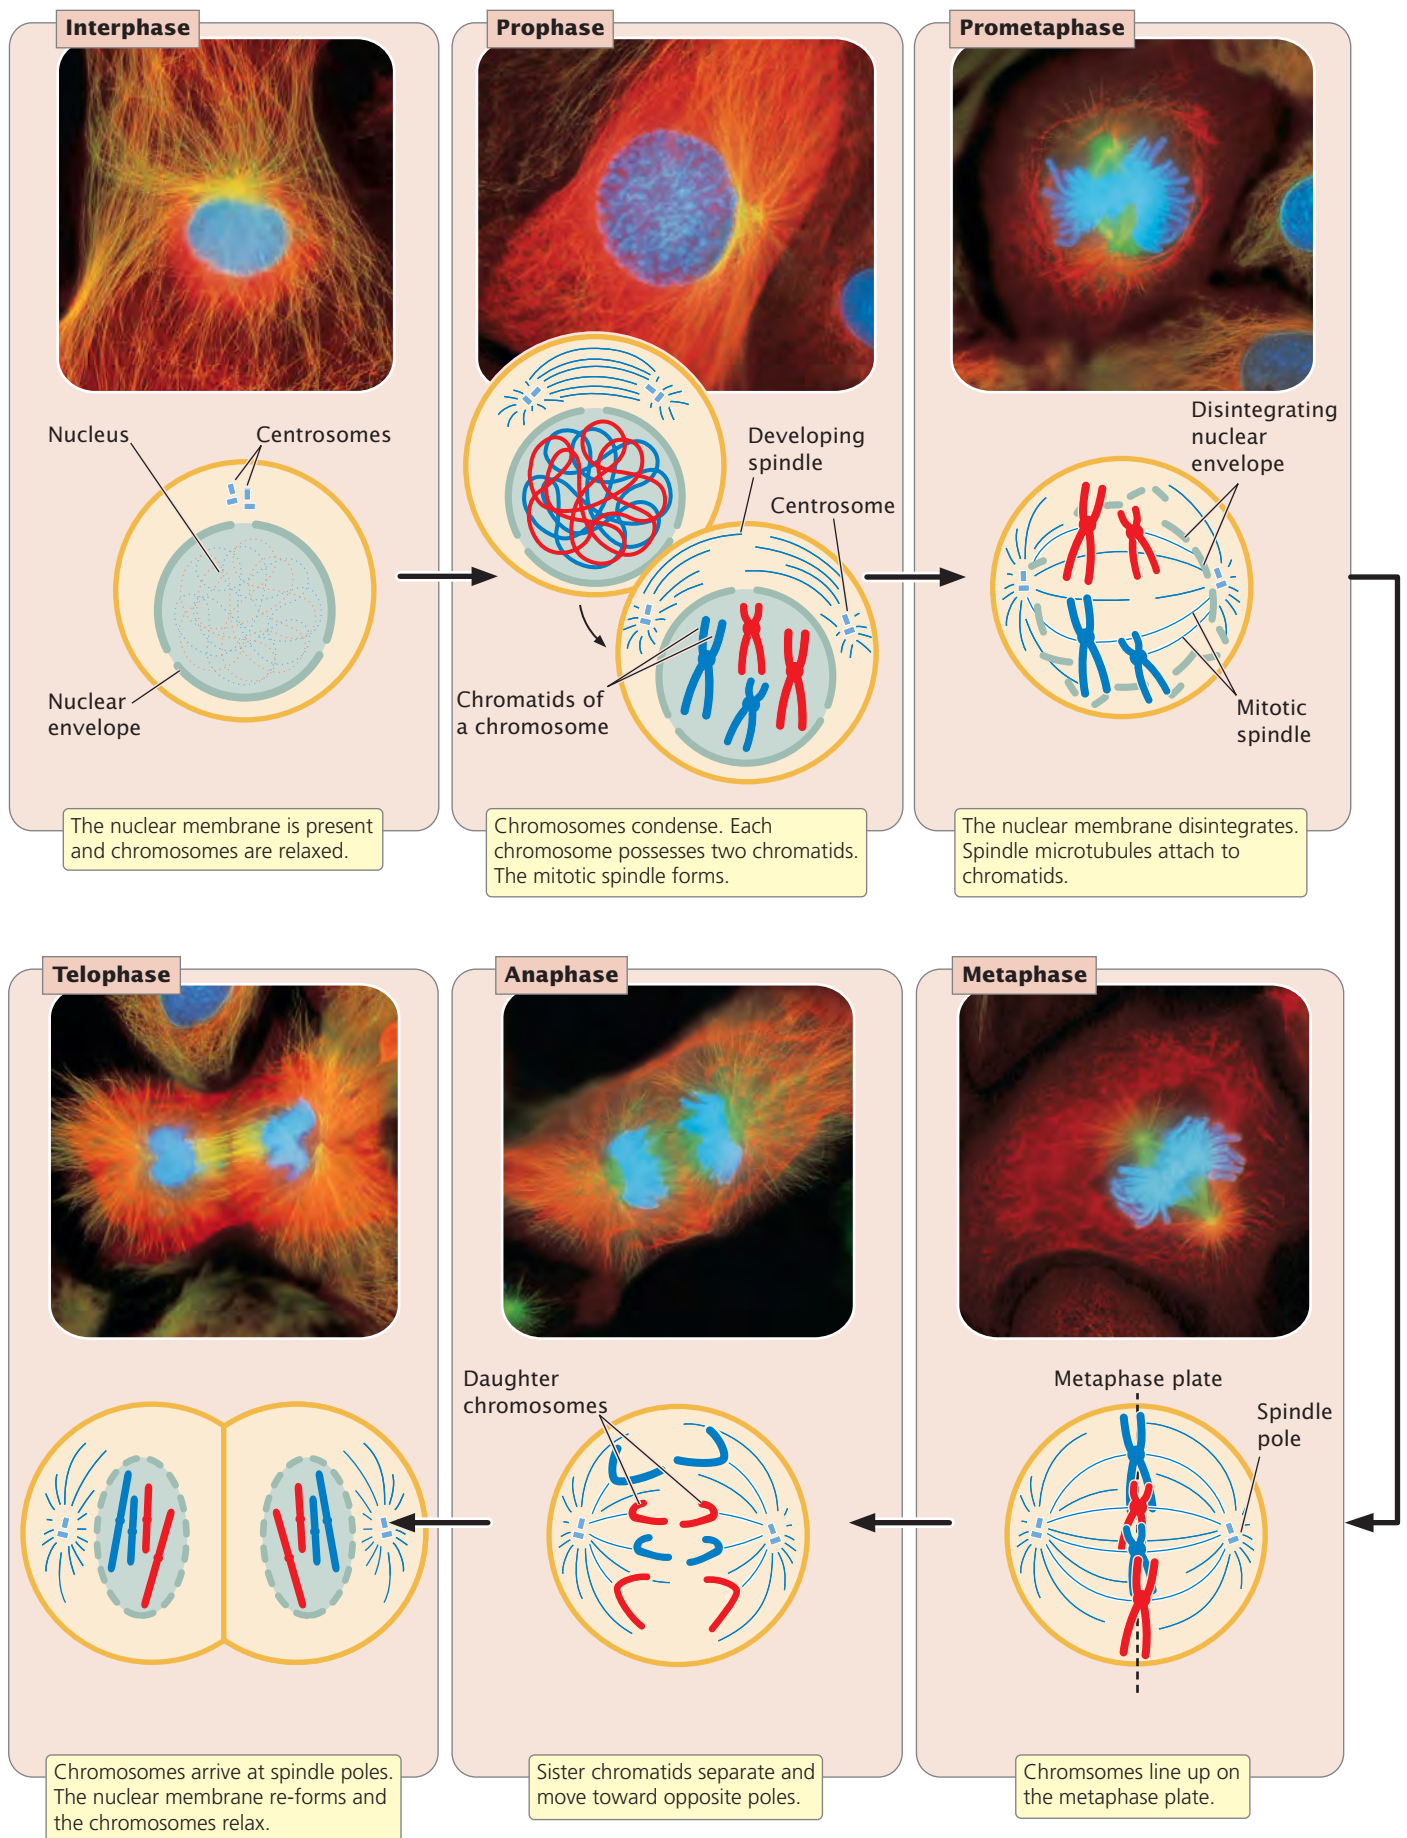 Interphase
Nucleus
Centrosomes
Nuclear
envelope
The nuclear membrane is present
and chromosomes are relaxed.
Prophase
Developing
spindle
Centrosome
Chromatids of
a chromosome
Chromosomes condense. Each
chromosome possesses two chromatids.
The mitotic spindle forms.
Prometaphase
Disintegrating
nuclear
envelope
Mitotic
spindle
The nuclear membrane disintegrates.
Spindle microtubules attach to
chromatids.
Metaphase
Metaphase plate
Spindle
pole
Chromsomes line up on
the metaphase plate.
Anaphase
Daughter
chromosomes
Sister chromatids separate and
move toward opposite poles.
Telophase
Chromosomes arrive at spindle poles.
The nuclear membrane re-forms and
the chromosomes relax.